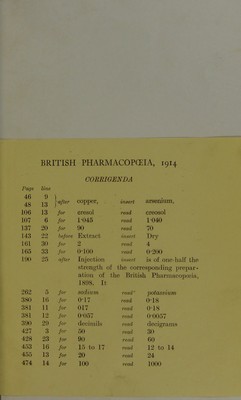 BRITISH PHARMACOPŒIA, 1914
CORRIGENDA
Page line
46 9
48 13 } after copper, insert arsenium,
106 13 for cresol read creosol
107 6 for 1·045 read 1·040
137 20 for 90 read 70
143 22 before Extract insert Dry
161 30 for 2 read 4
165 33 for 0·100 read 0·200
190 25 after Injection insert is of one-half the
strength of the corresponding prepar-
ation of the British Pharmacopœia,
1898. It
262 5 for sodium read potassium
380 16 for 0·17 read 0·18
381 11 for 017 read 0·18
381 12 for 0·037 read 0·0037
390 29 for decimils read decigrams
427 3 for 50 read 30
428 23 for 90 read 60
453 16 for 15 to 17 read 12 to 14
455 13 for 20 read 24
474 14 for 100 read 1000